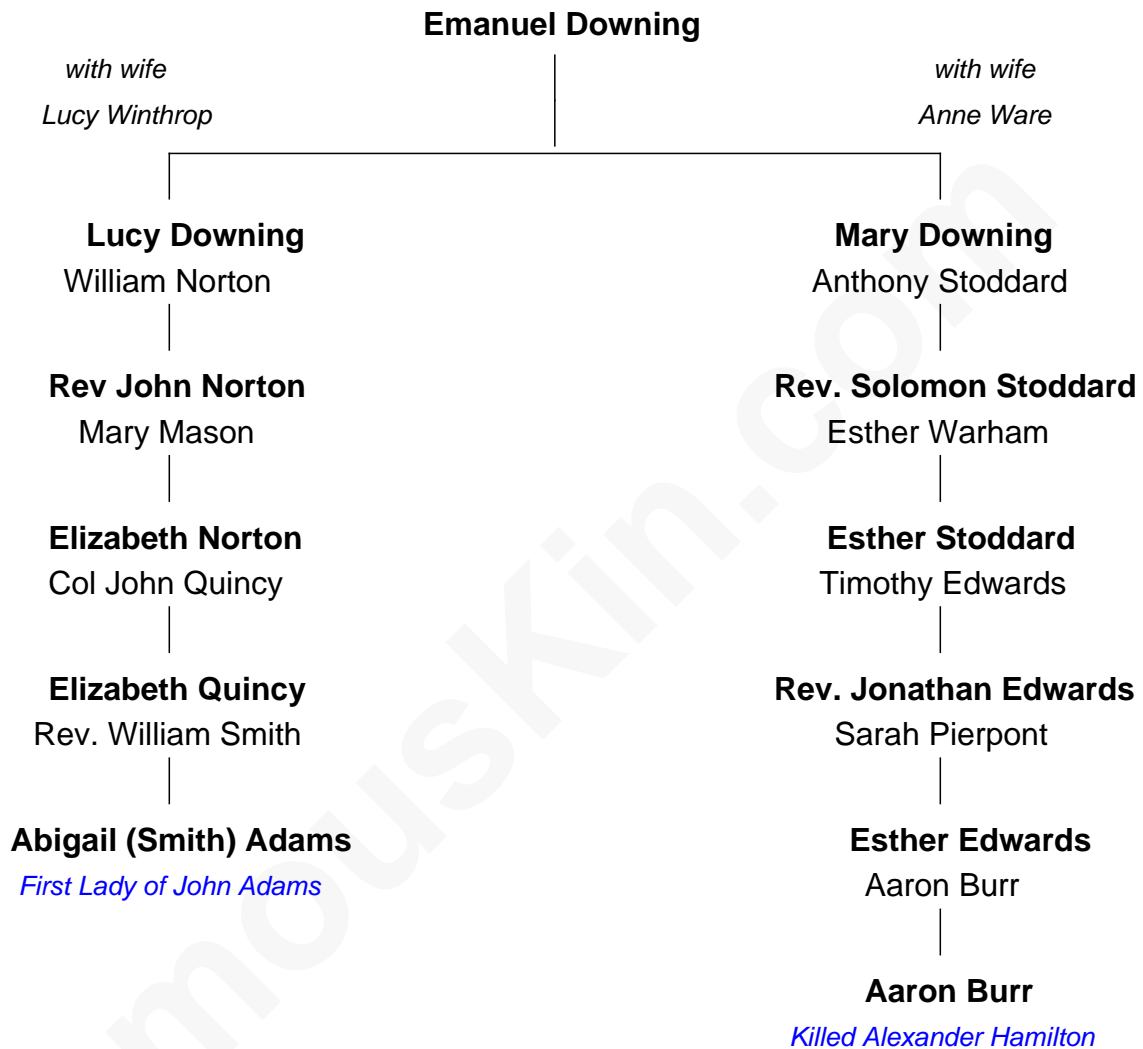 Emanuel Downing
with wife
Lucy Winthrop
with wife
Anne Ware
Lucy Downing
William Norton
Rev John Norton
Mary Mason
Elizabeth Norton
Col John Quincy
Elizabeth Quincy
Rev. William Smith
Abigail (Smith) Adams
First Lady of John Adams
Mary Downing
Anthony Stoddard
Rev. Solomon Stoddard
Esther Warham
Esther Stoddard
Timothy Edwards
Rev. Jonathan Edwards
Sarah Pierpont
Esther Edwards
Aaron Burr
Aaron Burr
Killed Alexander Hamilton
mousKin.com